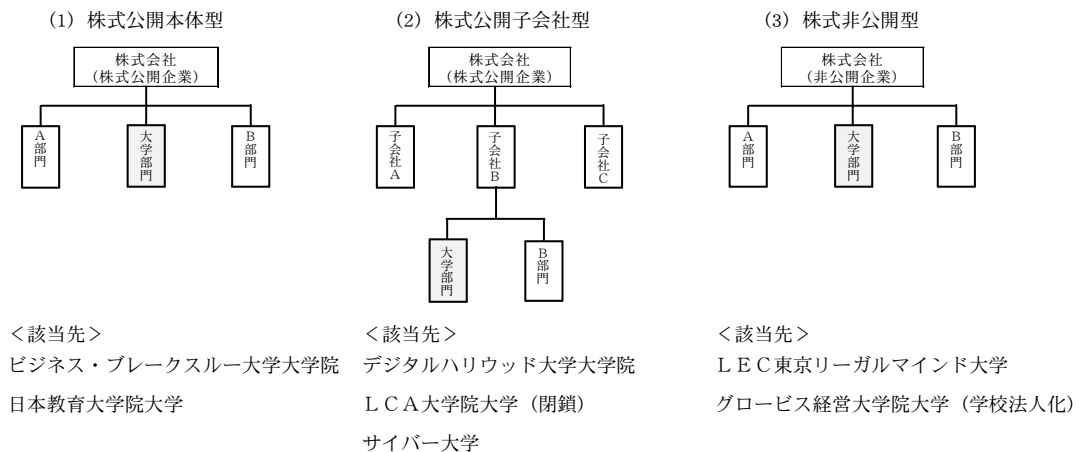 (1) 株式公開本体型
株式会社
(株式公開企業)
A部門
大学部門
B部門
<該当先>
ビジネス・ブレークスルー大学大学院
日本教育大学院大学
(2) 株式公開子会社型
株式会社
(株式公開企業)
子会社A
子会社B
子会社C
大学部門
B部門
<該当先>
デジタルハリウッド大学大学院
LCA大学院大学(閉鎖)
サイバー大学
(3) 株式非公開型
株式会社
(非公開企業)
A部門
大学部門
B部門
<該当先>
LEC東京リーガルマインド大学
グロービス経営大学院大学(学校法人化)